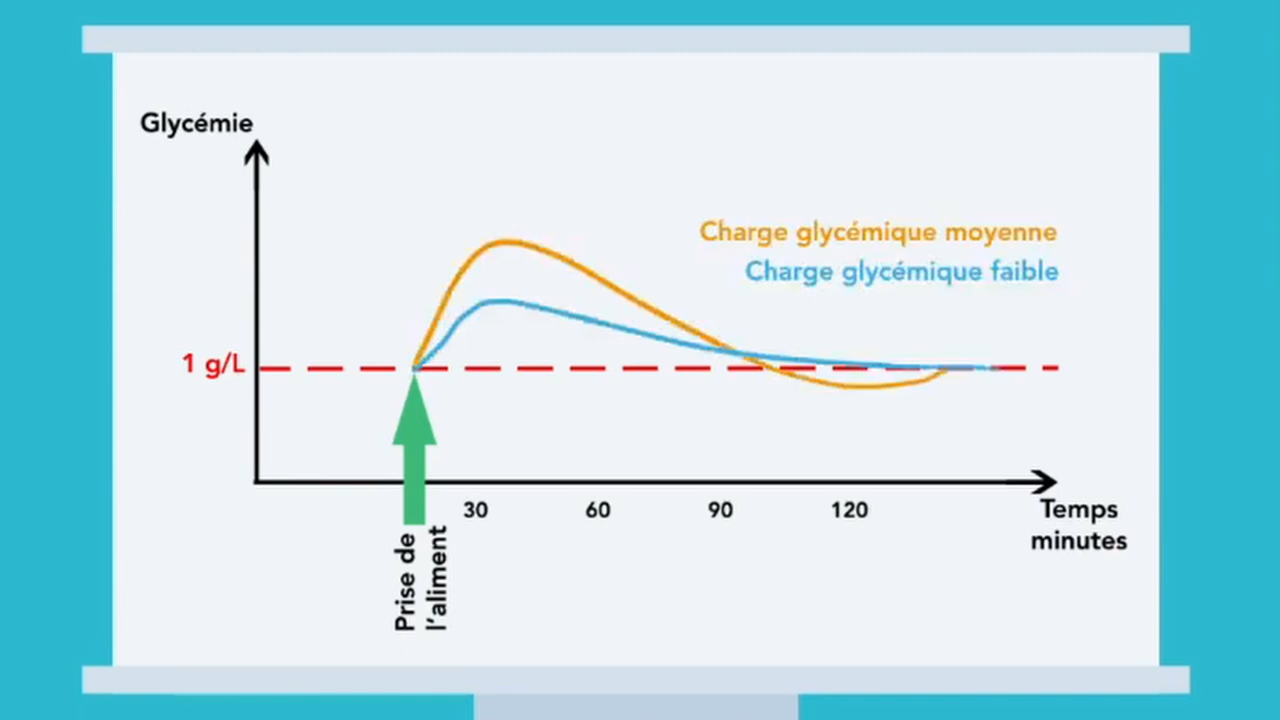 Glycémie
Charge glycémique moyenne
Charge glycémique faible
1 g/L
30 60 90 120
Temps
minutes
Prise de
l'aliment